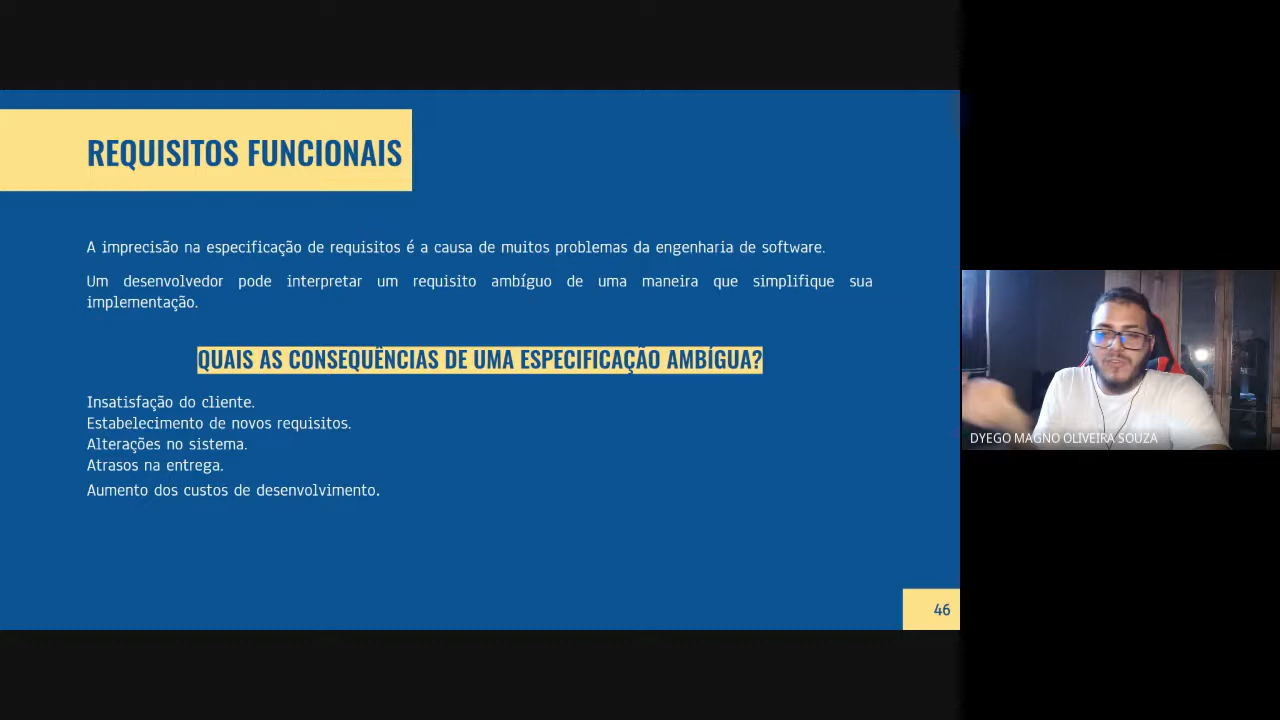 REQUISITOS FUNCIONAIS
A imprecisão na especificação de requisitos é a causa de muitos problemas da engenharia de software.
Um desenvolvedor pode interpretar um requisito ambíguo de uma maneira que simplifique sua
implementação.
QUAIS AS CONSEQUÊNCIAS DE UMA ESPECIFICAÇÃO AMBÍGUA?
Insatisfação do cliente.
Estabelecimento de novos requisitos.
Alterações no sistema.
Atrasos na entrega.
Aumento dos custos de desenvolvimento.
46
DYEGO MAGNO OLIVEIRA SOUZA